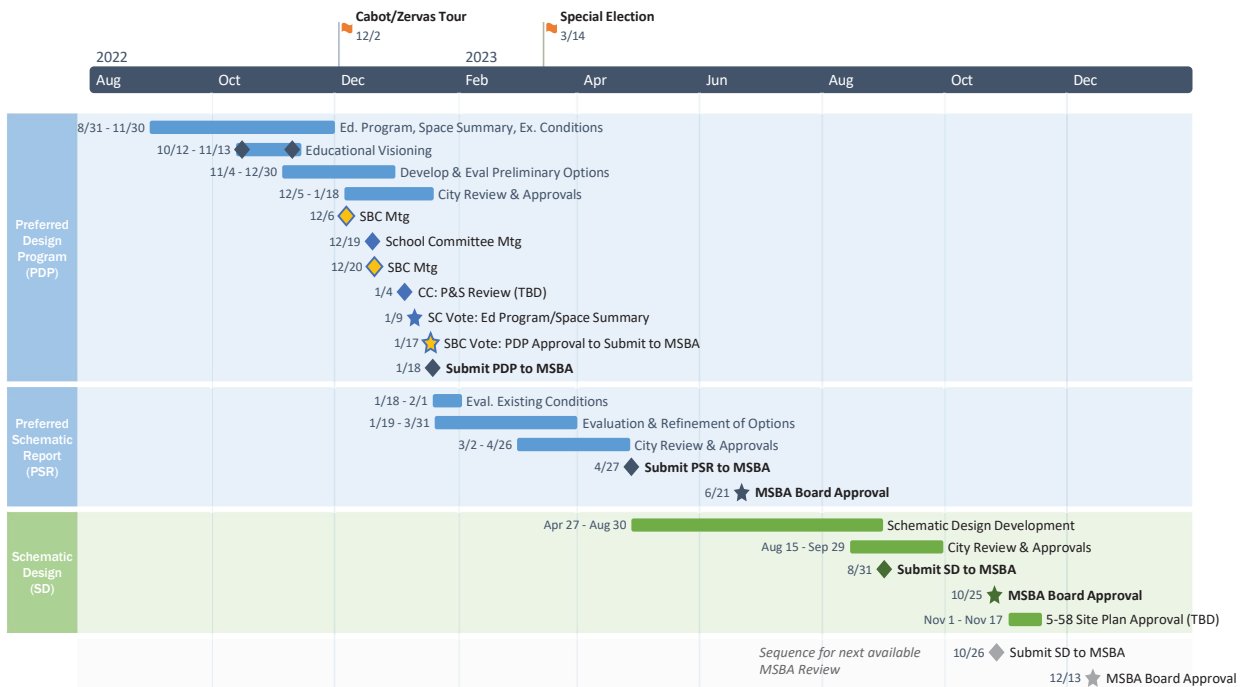 Cabot/Zervas Tour
12/2
Special Election
3/14
2022
2023
Aug
Oct
Dec
Feb
Apr
Jun
Aug
Oct
Dec
Preferred
Design
Program
(PDP)
8/31 - 11/30
Ed. Program, Space Summary, Ex. Conditions
10/12 - 11/13
Educational Visioning
11/4 - 12/30
Develop & Eval Preliminary Options
12/5 - 1/18
City Review & Approvals
12/6
SBC Mtg
12/19
School Committee Mtg
12/20
SBC Mtg
1/4
CC: P&S Review (TBD)
1/9
SC Vote: Ed Program/Space Summary
1/17
SBC Vote: PDP Approval to Submit to MSBA
1/18
Submit PDP to MSBA
Preferred
Schematic
Report
(PSR)
1/18 - 2/1
Eval. Existing Conditions
1/19 - 3/31
Evaluation & Refinement of Options
3/2 - 4/26
City Review & Approvals
4/27
Submit PSR to MSBA
6/21
MSBA Board Approval
Schematic
Design
(SD)
Apr 27 - Aug 30
Schematic Design Development
Aug 15 - Sep 29
City Review & Approvals
8/31
Submit SD to MSBA
10/25
MSBA Board Approval
Nov 1 - Nov 17
5-58 Site Plan Approval (TBD)
Sequence for next available
MSBA Review
10/26
Submit SD to MSBA
12/13
MSBA Board Approval